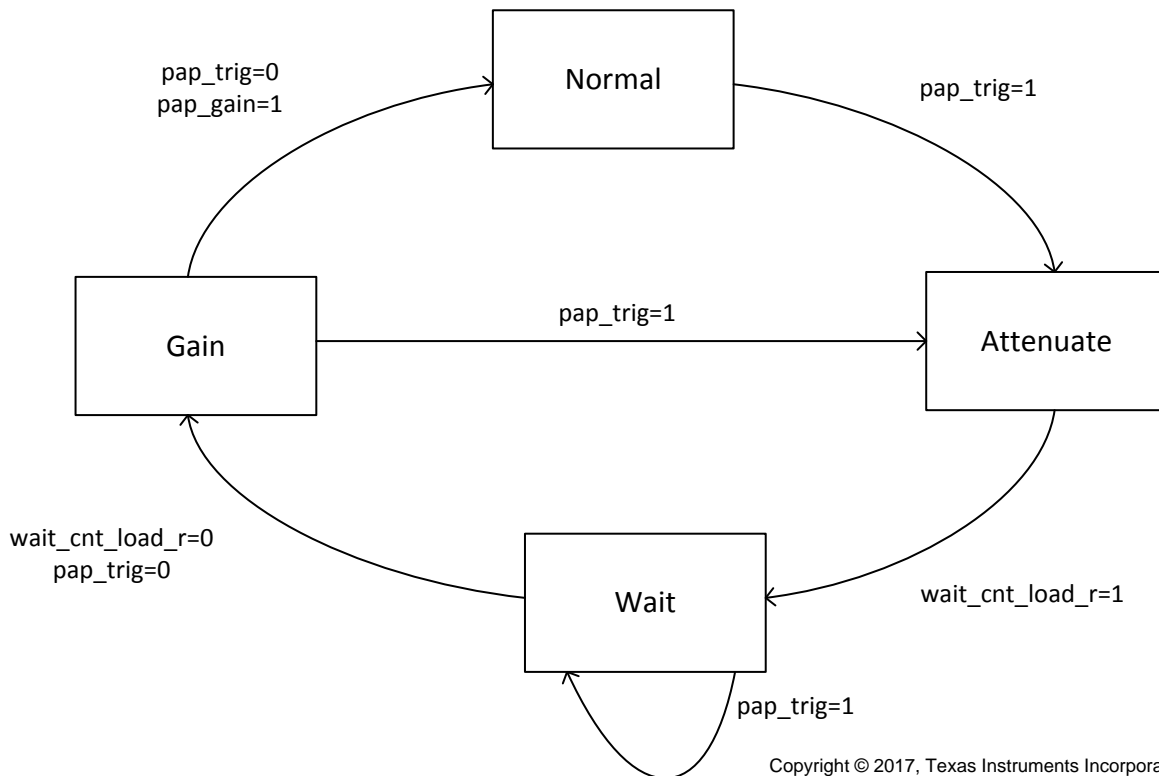 pap_trig=0
pap_gain=1
Normal
pap_trig=1
Gain
pap_trig=1
Attenuate
wait_cnt_load_r=0
pap_trig=0
Wait
wait_cnt_load_r=1
pap_trig=1
Copyright © 2017, Texas Instruments